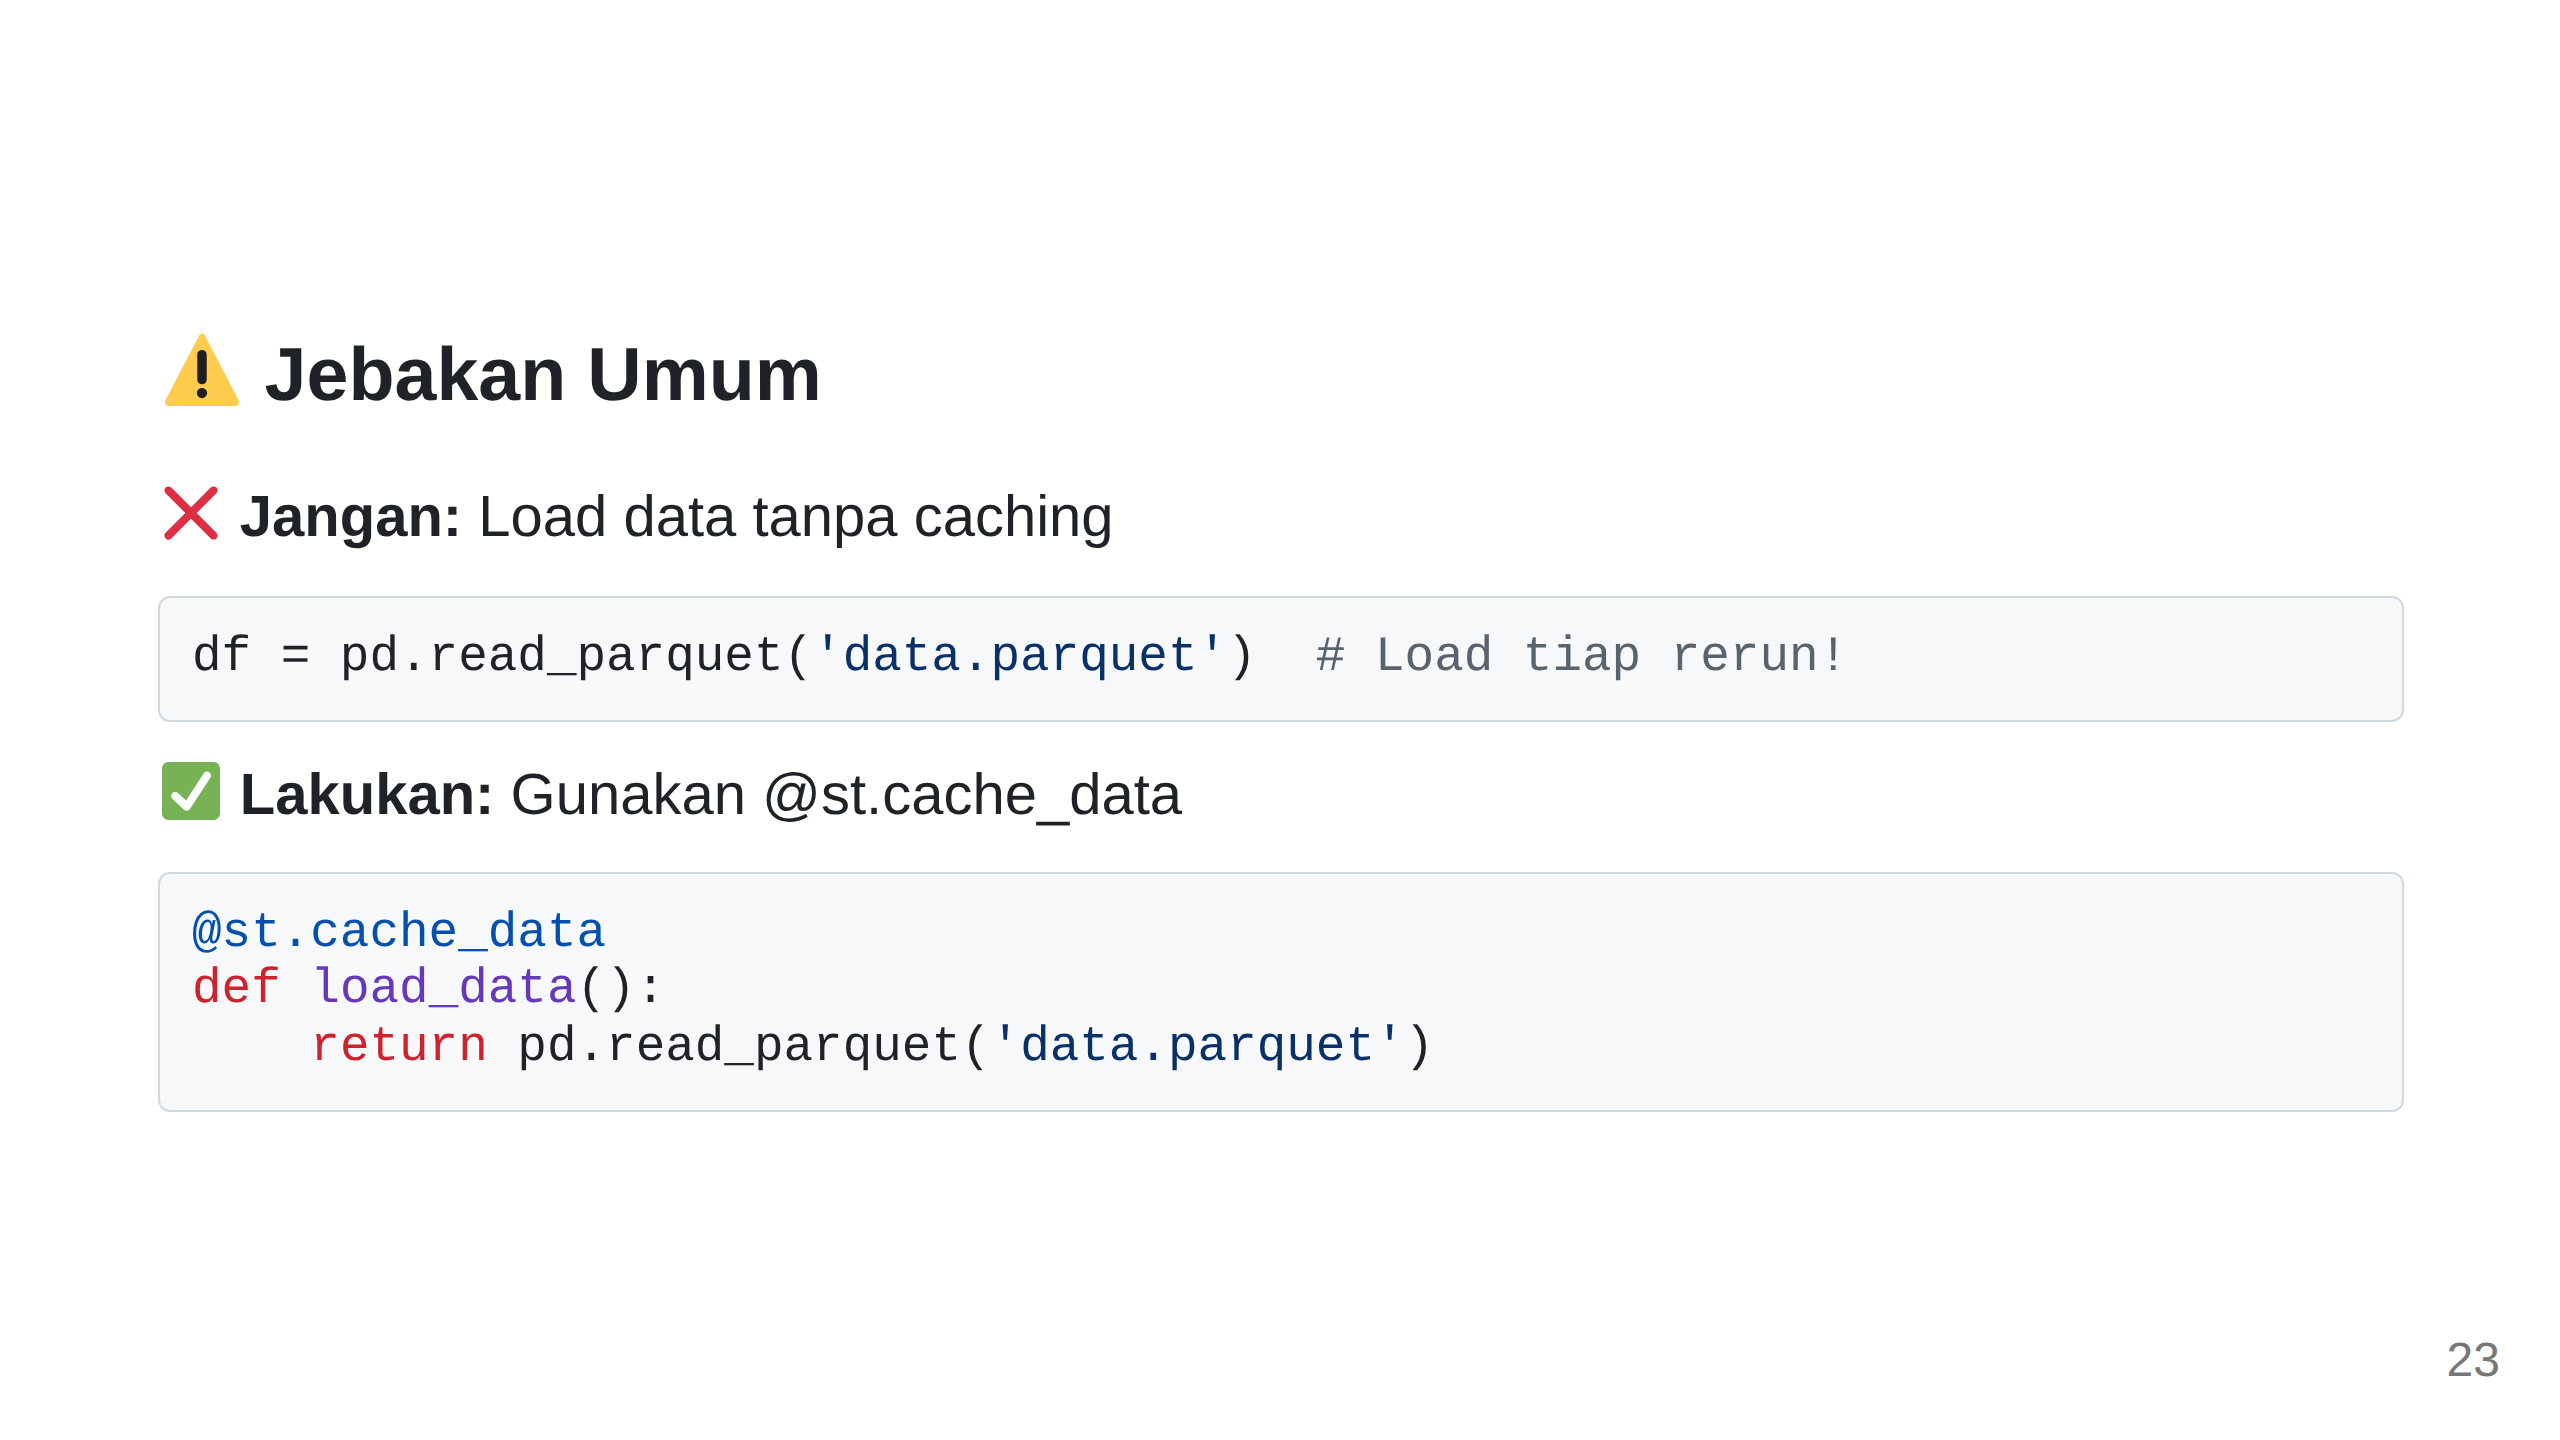 ⚠️ Jebakan Umum
❌ Jangan: Load data tanpa caching
df = pd.read_parquet('data.parquet')  # Load tiap rerun!
✅ Lakukan: Gunakan @st.cache_data
@st.cache_data
def load_data():
    return pd.read_parquet('data.parquet')
23